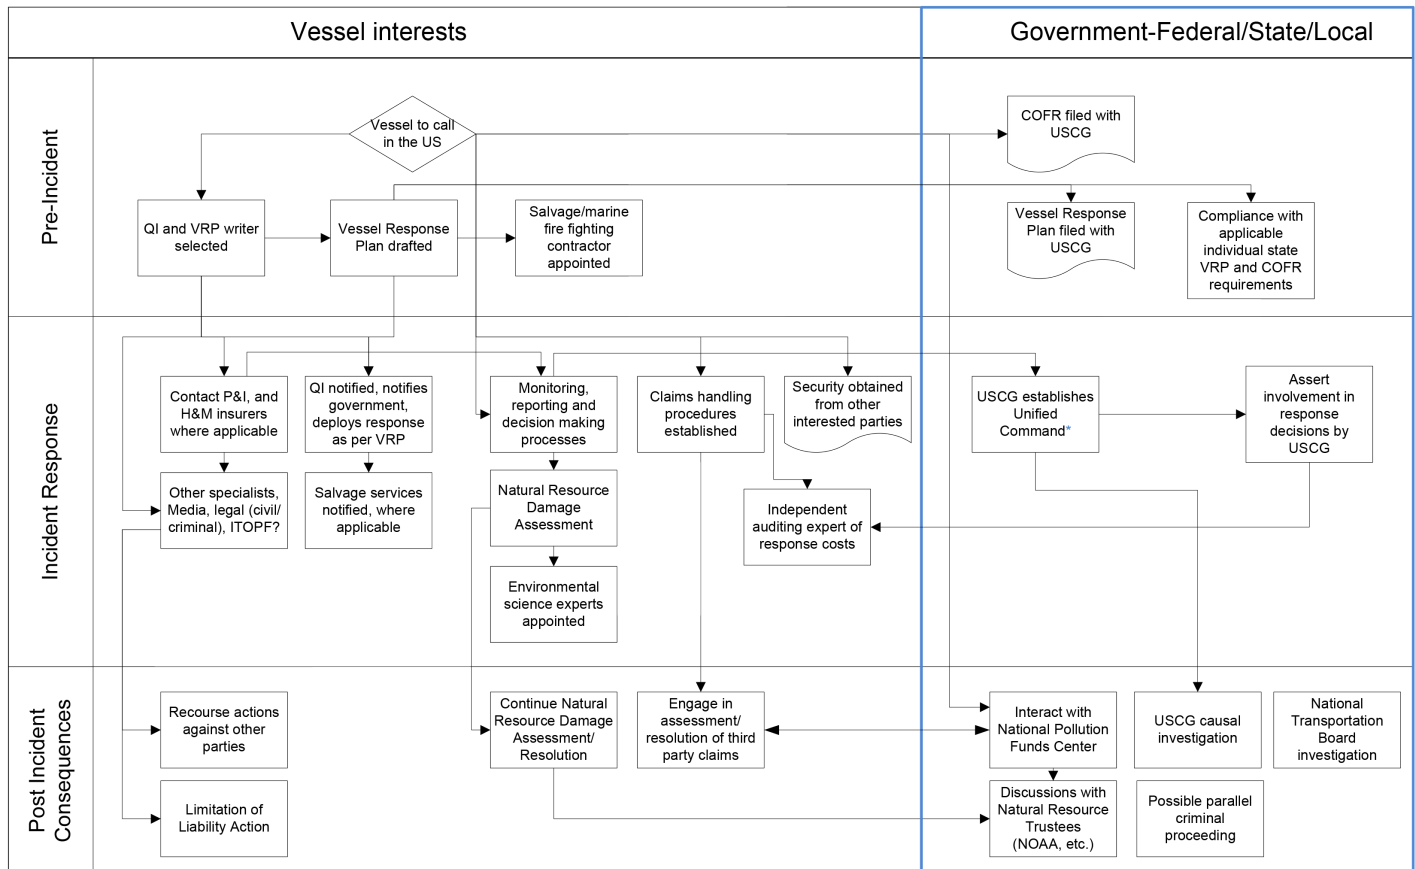 Vessel interests
Government-Federal/State/Local
Pre-Incident
Vessel to call
in the US
COFR filed with
USCG
QI and VRP writer
selected
Vessel Response
Plan drafted
Salvage/marine
fire fighting
contractor
appointed
Vessel Response
Plan filed with
USCG
Compliance with
applicable
individual state
VRP and COFR
requirements
Incident Response
Contact P&I, and
H&M insurers
where applicable
QI notified, notifies
government,
deploys response
as per VRP
Monitoring,
reporting and
decision making
processes
Claims handling
procedures
established
Security obtained
from other
interested parties
USCG establishes
Unified
Command*
Assert
involvement in
response
decisions by
USCG
Other specialists,
Media, legal (civil/
criminal), ITOPF?
Salvage services
notified, where
applicable
Natural Resource
Damage
Assessment
Independent
auditing expert of
response costs
Environmental
science experts
appointed
Post Incident
Consequences
Recourse actions
against other
parties
Continue Natural
Resource Damage
Assessment/
Resolution
Engage in
assessment/
resolution of third
party claims
Interact with
National Pollution
Funds Center
USCG causal
investigation
National
Transportation
Board
investigation
Limitation of
Liability Action
Discussions with
Natural Resource
Trustees
(NOAA, etc.)
Possible parallel
criminal
proceeding